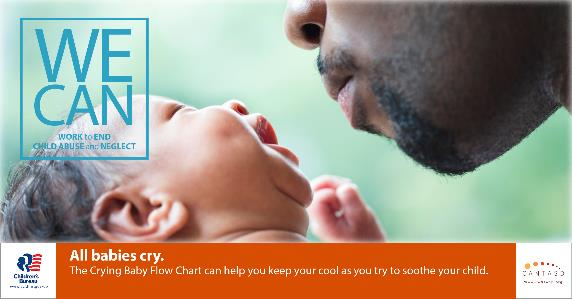 WE
CAN
WORK to END
CHILD ABUSE and NEGLECT
All babies cry.
The Crying Baby Flow Chart can help you keep your cool as you try to soothe your child.
Children's
Bureau
CANTASD